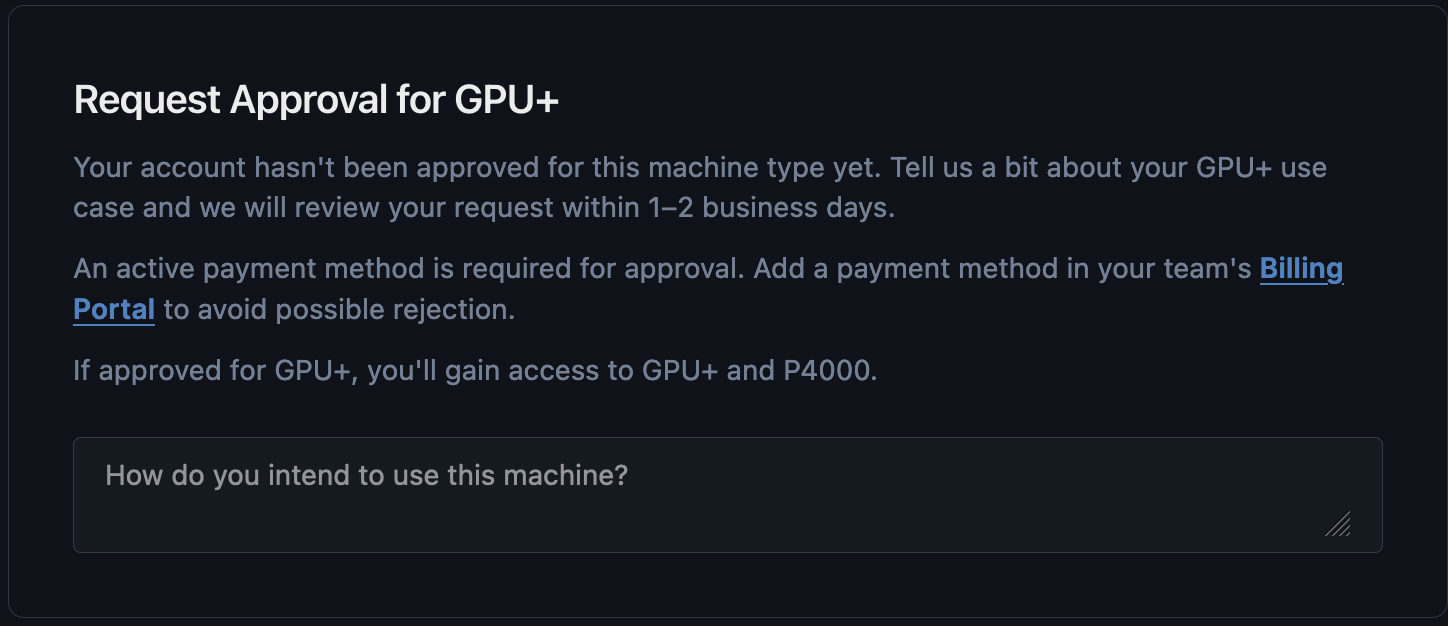 Request Approval for GPU+
Your account hasn't been approved for this machine type yet. Tell us a bit about your GPU+ use
case and we will review your request within 1–2 business days.
An active payment method is required for approval. Add a payment method in your team's Billing
Portal to avoid possible rejection.
If approved for GPU+, you'll gain access to GPU+ and P4000.
How do you intend to use this machine?